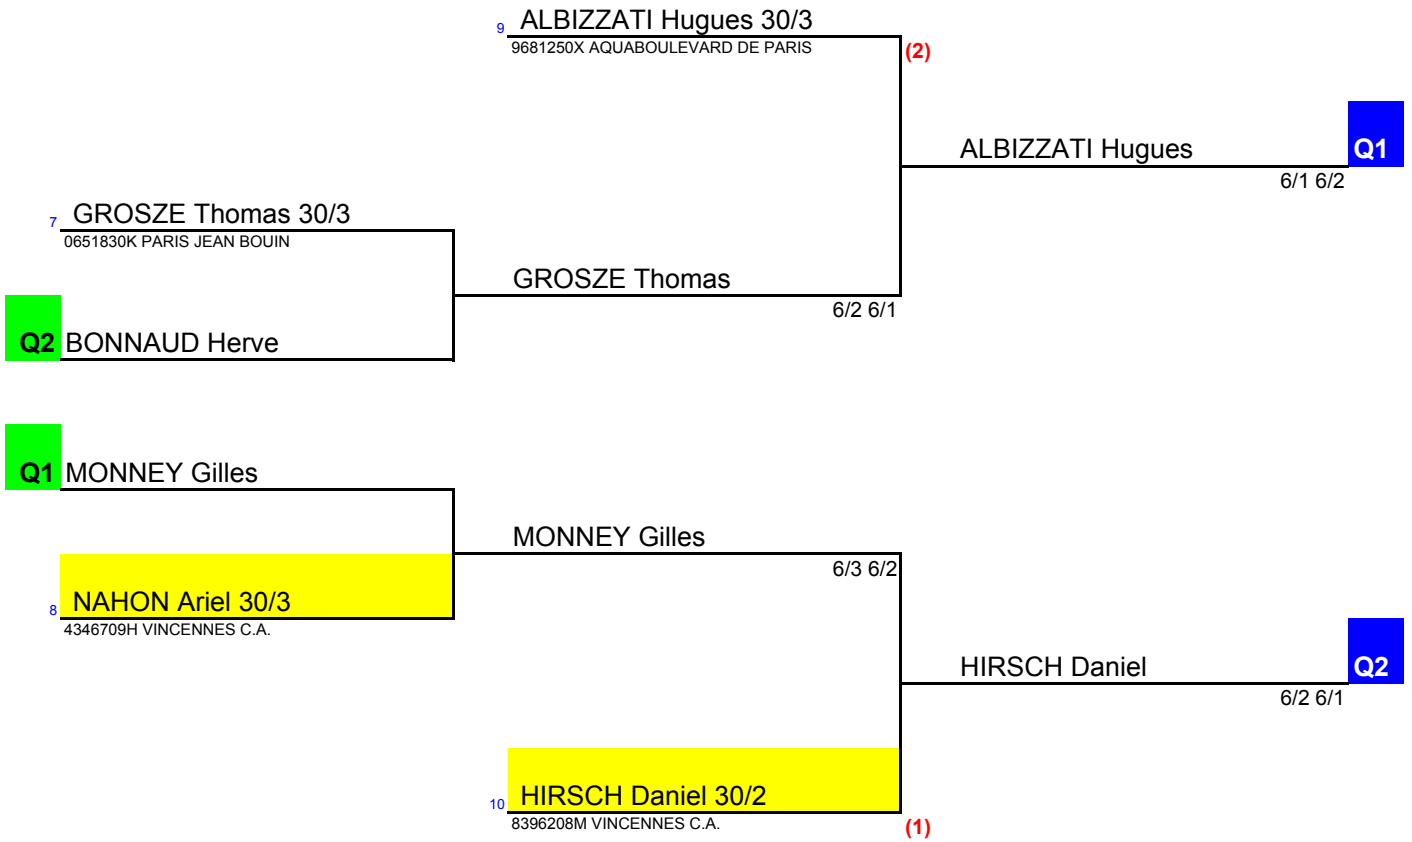 9 ALBIZZATI Hugues 30/3
9681250X AQUABOULEVARD DE PARIS
(2)
ALBIZZATI Hugues
Q1
6/1 6/2
7 GROSZE Thomas 30/3
0651830K PARIS JEAN BOUIN
GROSZE Thomas
6/2 6/1
Q2 BONNAUD Herve
Q1 MONNEY Gilles
MONNEY Gilles
6/3 6/2
8 NAHON Ariel 30/3
4346709H VINCENNES C.A.
HIRSCH Daniel
Q2
6/2 6/1
10 HIRSCH Daniel 30/2
8396208M VINCENNES C.A.
(1)